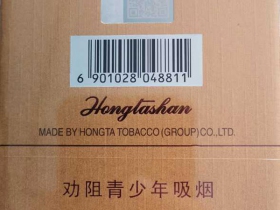 6 901028 048811
Hongtashan
MADE BY HONGTA TOBACCO (GROUP) CO., LTD.
劝阻青少年吸烟